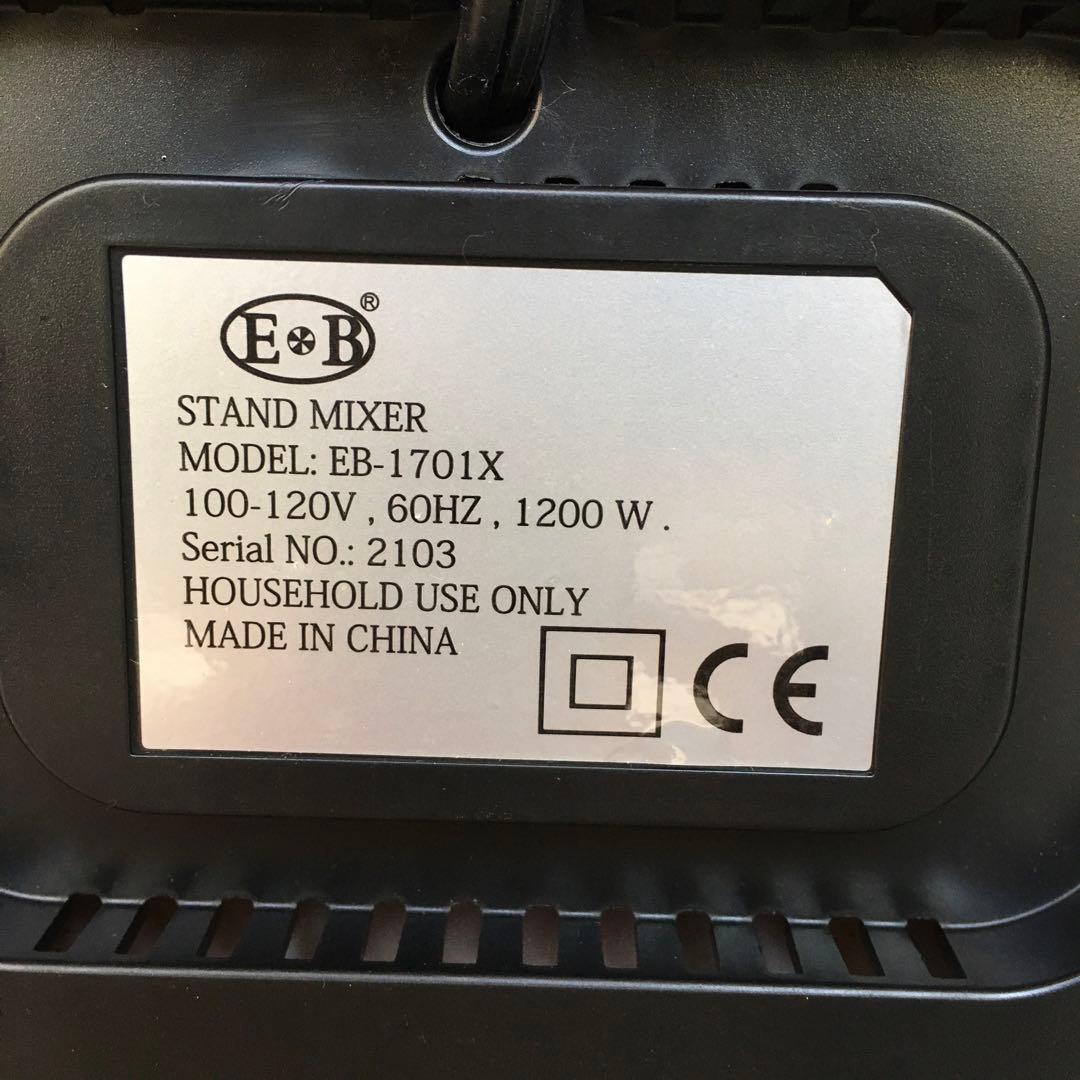 E B ®
STAND MIXER
MODEL: EB-1701X
100-120V , 60HZ , 1200 W .
Serial NO.: 2103
HOUSEHOLD USE ONLY
MADE IN CHINA
CE